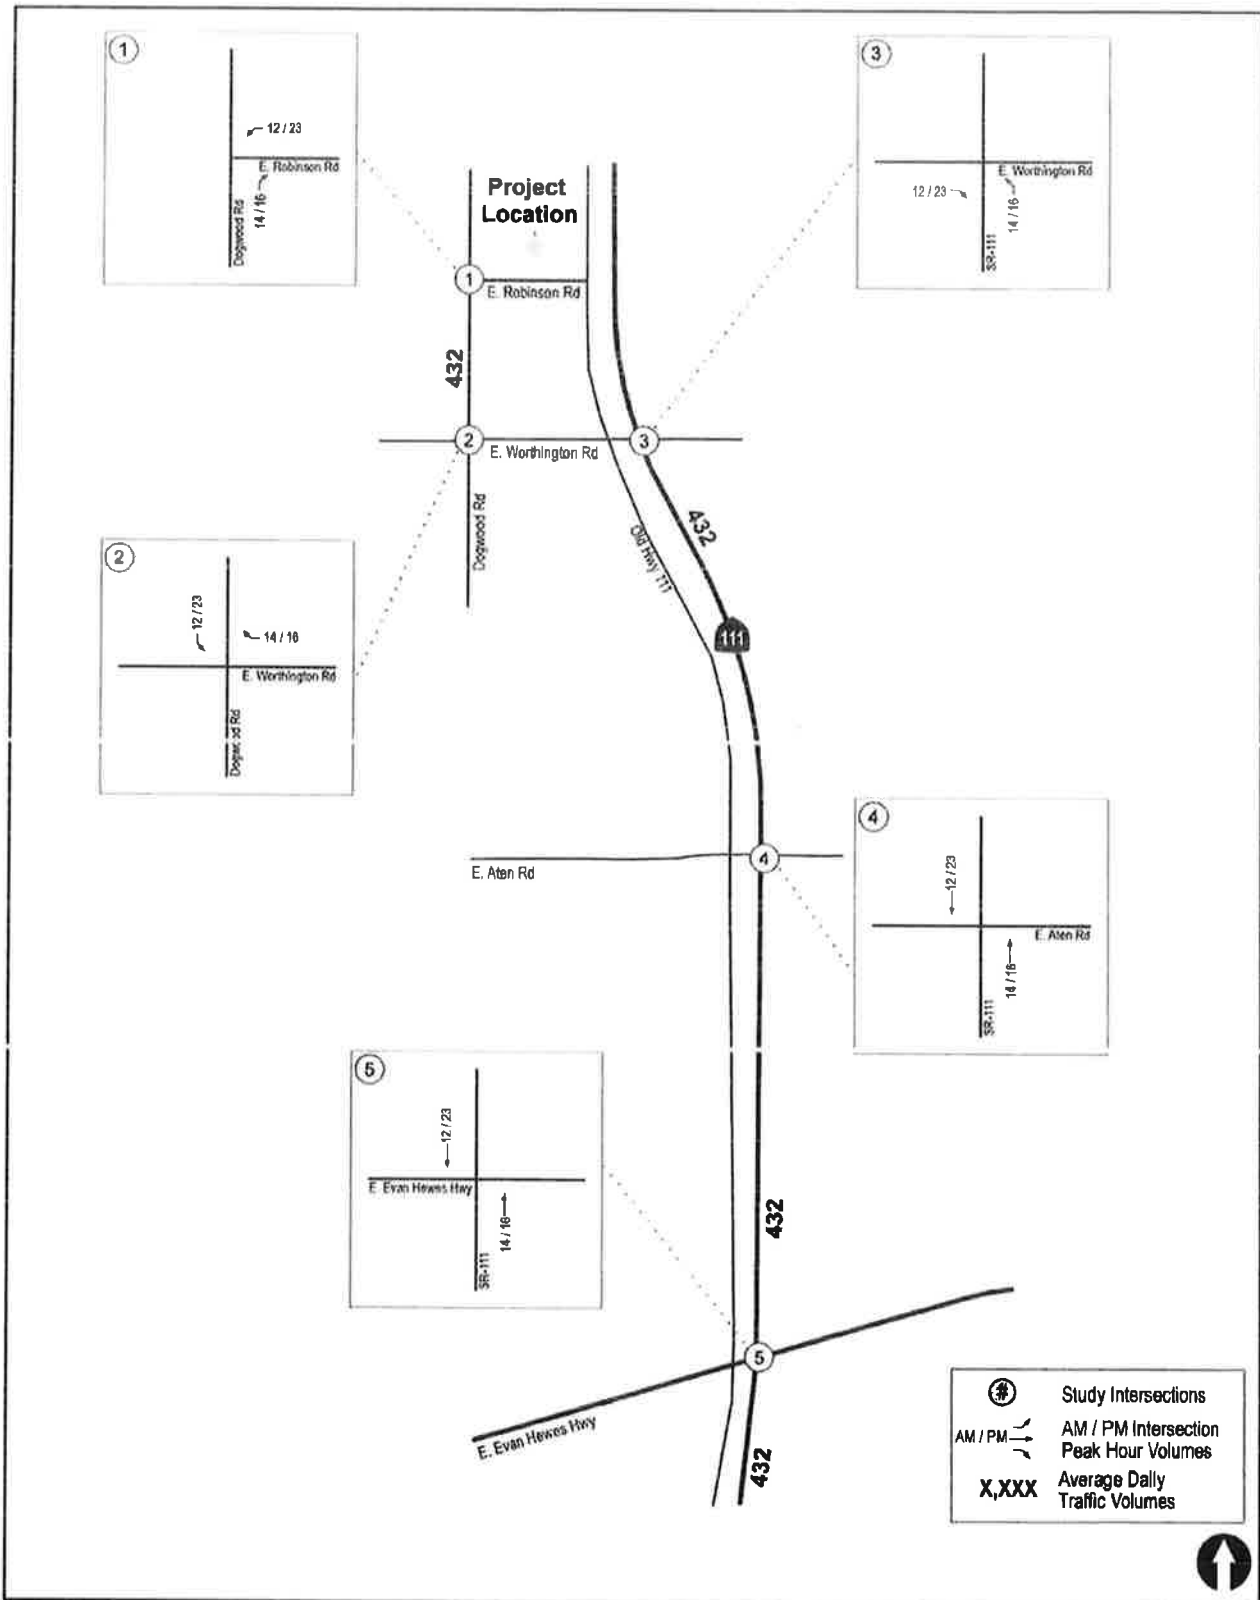 1
12 / 23
E. Robinson Rd
14 / 16
Dogwood Rd
3
E. Worthington Rd
12 / 23
14 / 16
SR-111
Project
Location
1
E. Robinson Rd
432
2
E. Worthington Rd
3
Dogwood Rd
432
Old Hwy 111
111
2
12 / 23
14 / 16
E. Worthington Rd
Dogwood Rd
E. Aten Rd
4
4
12 / 23
E. Aten Rd
14 / 16
SR-111
5
12 / 23
E. Evan Hewes Hwy
14 / 16
SR-111
432
5
E. Evan Hewes Hwy
432
# Study Intersections
AM / PM AM / PM Intersection
Peak Hour Volumes
X,XXX Average Daily
Traffic Volumes